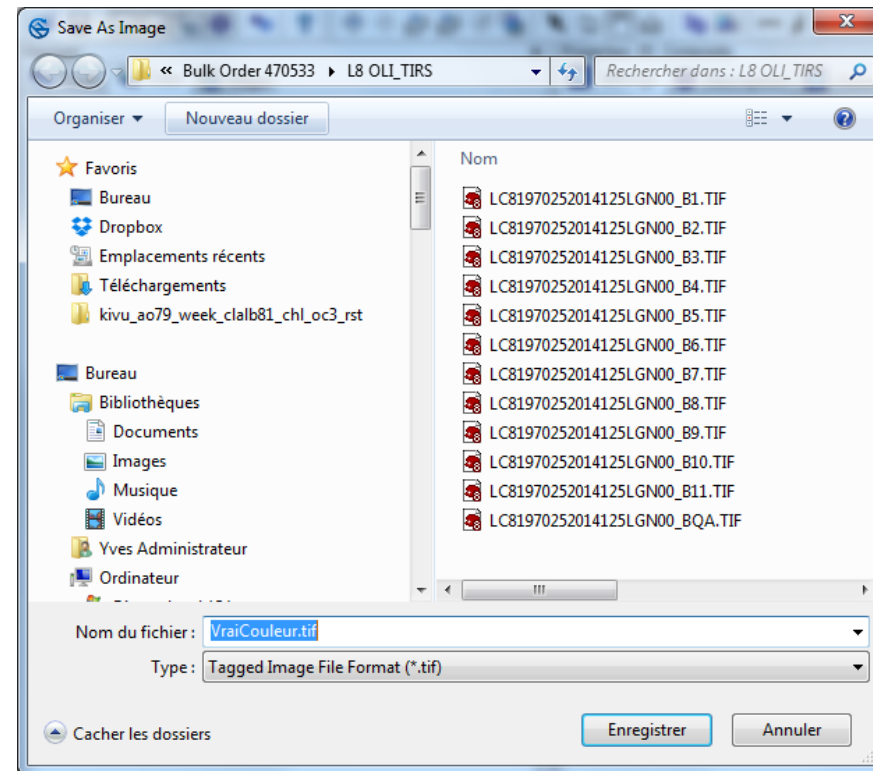 Save As Image
« Bulk Order 470533 ▸ L8 OLI_TIRS
Rechercher dans : L8 OLI_TIRS
Organiser
Nouveau dossier
Favoris
Bureau
Dropbox
Emplacements récents
Téléchargements
kivu_ao79_week_clalb81_chl_oc3_rst
Bureau
Bibliothèques
Documents
Images
Musique
Vidéos
Yves Administrateur
Ordinateur
Nom
LC81970252014125LGN00_B1.TIF
LC81970252014125LGN00_B2.TIF
LC81970252014125LGN00_B3.TIF
LC81970252014125LGN00_B4.TIF
LC81970252014125LGN00_B5.TIF
LC81970252014125LGN00_B6.TIF
LC81970252014125LGN00_B7.TIF
LC81970252014125LGN00_B8.TIF
LC81970252014125LGN00_B9.TIF
LC81970252014125LGN00_B10.TIF
LC81970252014125LGN00_B11.TIF
LC81970252014125LGN00_BQA.TIF
Nom du fichier : VraiCouleur.tif
Type : Tagged Image File Format (*.tif)
Cacher les dossiers
Enregistrer
Annuler